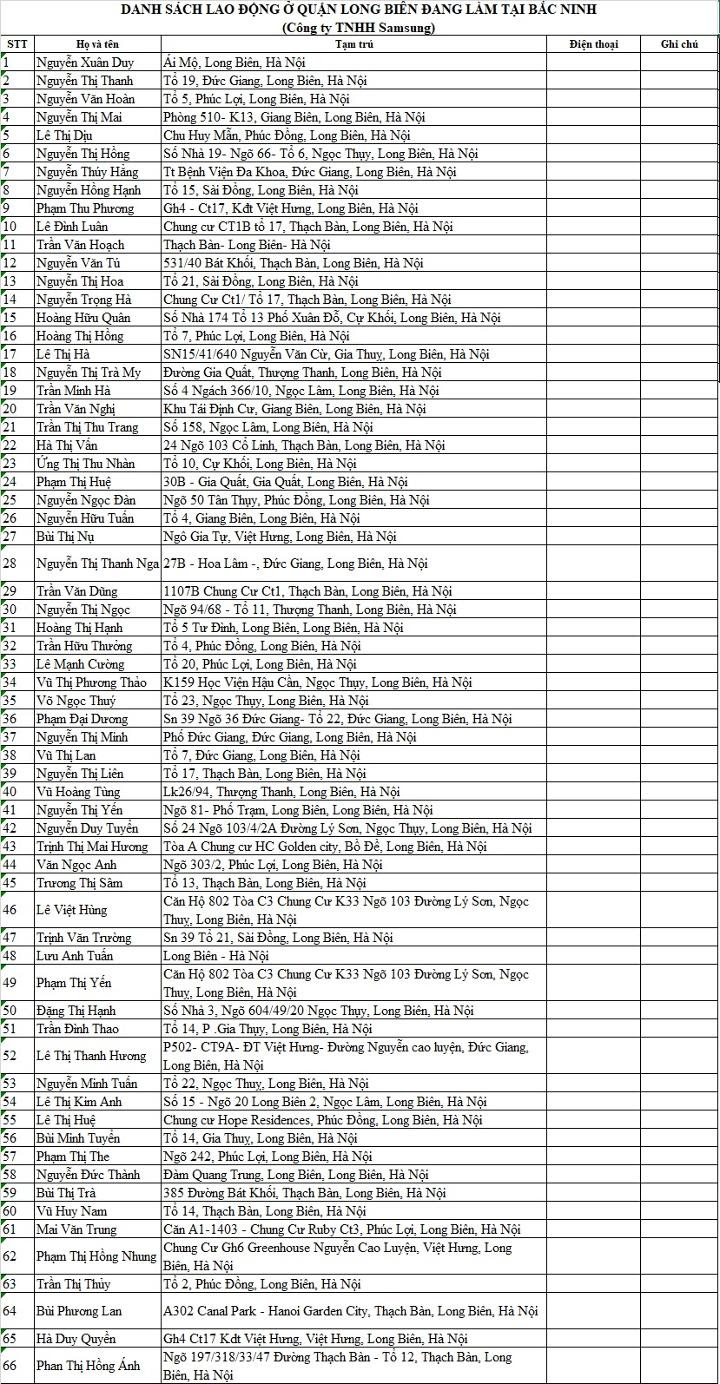 DANH SÁCH LAO ĐỘNG Ở QUẬN LONG BIÊN ĐANG LÀM TẠI BẮC NINH
(Công ty TNHH Samsung)
STT Họ và tên Tạm trú Điện thoại Ghi chú
1 Nguyễn Xuân Duy Ái Mộ, Long Biên, Hà Nội
2 Nguyễn Thị Thanh Tổ 19, Đức Giang, Long Biên, Hà Nội
3 Nguyễn Văn Hoàn Tổ 5, Phúc Lợi, Long Biên, Hà Nội
4 Nguyễn Thị Mai Phòng 510- K13, Giang Biên, Long Biên, Hà Nội
5 Lê Thị Dịu Chu Huy Mẫn, Phúc Đồng, Long Biên, Hà Nội
6 Nguyễn Thị Hồng Số Nhà 19- Ngõ 66- Tổ 6, Ngọc Thụy, Long Biên, Hà Nội
7 Nguyễn Thúy Hằng Tt Bệnh Viện Đa Khoa, Đức Giang, Long Biên, Hà Nội
8 Nguyễn Hồng Hạnh Tổ 15, Sài Đồng, Long Biên, Hà Nội
9 Phạm Thu Phương Gh4 - Ct17, Kđt Việt Hưng, Long Biên, Hà Nội
10 Lê Đình Luân Chung cư CT1B tổ 17, Thạch Bàn, Long Biên, Hà Nội
11 Trần Văn Hoạch Thạch Bàn- Long Biên- Hà Nội
12 Nguyễn Văn Tú 531/40 Bát Khối, Thạch Bàn, Long Biên, Hà Nội
13 Nguyễn Thị Hoa Tổ 21, Sài Đồng, Long Biên, Hà Nội
14 Nguyễn Trọng Hà Chung Cư Ct1/ Tổ 17, Thạch Bàn, Long Biên, Hà Nội
15 Hoàng Hữu Quân Số Nhà 174 Tổ 13 Phố Xuân Đỗ, Cự Khối, Long Biên, Hà Nội
16 Hoàng Thị Hồng Tổ 7, Phúc Lợi, Long Biên, Hà Nội
17 Lê Thị Hà SN15/41/640 Nguyễn Văn Cừ, Gia Thuỵ, Long Biên, Hà Nội
18 Nguyễn Thị Trà My Đường Gia Quất, Thượng Thanh, Long Biên, Hà Nội
19 Trần Minh Hà Số 4 Ngách 366/10, Ngọc Lâm, Long Biên, Hà Nội
20 Trần Văn Nghị Khu Tái Định Cư, Giang Biên, Long Biên, Hà Nội
21 Trần Thị Thu Trang Số 158, Ngọc Lâm, Long Biên, Hà Nội
22 Hà Thị Vấn 24 Ngõ 103 Cổ Linh, Thạch Bàn, Long Biên, Hà Nội
23 Ứng Thị Thu Nhàn Tổ 10, Cự Khối, Long Biên, Hà Nội
24 Phạm Thị Huệ 30B - Gia Quất, Gia Quất, Long Biên, Hà Nội
25 Nguyễn Ngọc Đàn Ngõ 50 Tân Thụy, Phúc Đồng, Long Biên, Hà Nội
26 Nguyễn Hữu Tuấn Tổ 4, Giang Biên, Long Biên, Hà Nội
27 Bùi Thị Nụ Ngô Gia Tự, Việt Hưng, Long Biên, Hà Nội
28 Nguyễn Thị Thanh Nga 27B - Hoa Lâm -, Đức Giang, Long Biên, Hà Nội
29 Trần Văn Dũng 1107B Chung Cư Ct1, Thạch Bàn, Long Biên, Hà Nội
30 Nguyễn Thị Ngọc Ngõ 94/68 - Tổ 11, Thượng Thanh, Long Biên, Hà Nội
31 Hoàng Thị Hạnh Tổ 5 Tư Đình, Long Biên, Long Biên, Hà Nội
32 Trần Hữu Thưởng Tổ 4, Phúc Đồng, Long Biên, Hà Nội
33 Lê Mạnh Cường Tổ 20, Phúc Lợi, Long Biên, Hà Nội
34 Vũ Thị Phương Thảo K159 Học Viện Hậu Cần, Ngọc Thụy, Long Biên, Hà Nội
35 Võ Ngọc Thuý Tổ 23, Ngọc Thụy, Long Biên, Hà Nội
36 Phạm Đại Dương Sn 39 Ngõ 36 Đức Giang- Tổ 22, Đức Giang, Long Biên, Hà Nội
37 Nguyễn Thị Minh Phố Đức Giang, Đức Giang, Long Biên, Hà Nội
38 Vũ Thị Lan Tổ 7, Đức Giang, Long Biên, Hà Nội
39 Nguyễn Thị Liên Tổ 17, Thạch Bàn, Long Biên, Hà Nội
40 Vũ Hoàng Tùng Lk26/94, Thượng Thanh, Long Biên, Hà Nội
41 Nguyễn Thị Yến Ngõ 81- Phố Trạm, Long Biên, Long Biên, Hà Nội
42 Nguyễn Duy Tuyển Số 24 Ngõ 103/4/2A Đường Lý Sơn, Ngọc Thụy, Long Biên, Hà Nội
43 Trịnh Thị Mai Hương Tòa A Chung cư HC Golden city, Bồ Đề, Long Biên, Hà Nội
44 Văn Ngọc Anh Ngõ 303/2, Phúc Lợi, Long Biên, Hà Nội
45 Trương Thị Sâm Tổ 13, Thạch Bàn, Long Biên, Hà Nội
46 Lê Việt Hùng Căn Hộ 802 Tòa C3 Chung Cư K33 Ngõ 103 Đường Lý Sơn, Ngọc
Thuỵ, Long Biên, Hà Nội
47 Trịnh Văn Trường Sn 39 Tổ 21, Sài Đồng, Long Biên, Hà Nội
48 Lưu Anh Tuấn Long Biên - Hà Nội
49 Phạm Thị Yến Căn Hộ 802 Tòa C3 Chung Cư K33 Ngõ 103 Đường Lý Sơn, Ngọc
Thuỵ, Long Biên, Hà Nội
50 Đặng Thị Hạnh Số Nhà 3, Ngõ 604/49/20 Ngọc Thụy, Long Biên, Hà Nội
51 Trần Đình Thao Tổ 14, P .Gia Thụy, Long Biên, Hà Nội
52 Lê Thị Thanh Hương P502- CT9A- ĐT Việt Hưng- Đường Nguyễn cao luyện, Đức Giang,
Long Biên, Hà Nội
53 Nguyễn Minh Tuấn Tổ 22, Ngọc Thuỵ, Long Biên, Hà Nội
54 Lê Thị Kim Anh Số 15 - Ngõ 20 Long Biên 2, Ngọc Lâm, Long Biên, Hà Nội
55 Lê Thị Huệ Chung cư Hope Residences, Phúc Đồng, Long Biên, Hà Nội
56 Bùi Minh Tuyển Tổ 14, Gia Thuỵ, Long Biên, Hà Nội
57 Phạm Thị The Ngõ 242, Phúc Lợi, Long Biên, Hà Nội
58 Nguyễn Đức Thành Đàm Quang Trung, Long Biên, Long Biên, Hà Nội
59 Bùi Thị Trà 385 Đường Bát Khối, Thạch Bàn, Long Biên, Hà Nội
60 Vũ Huy Nam Tổ 14, Thạch Bàn, Long Biên, Hà Nội
61 Mai Văn Trung Căn A1-1403 - Chung Cư Ruby Ct3, Phúc Lợi, Long Biên, Hà Nội
62 Phạm Thị Hồng Nhung Chung Cư Gh6 Greenhouse Nguyễn Cao Luyện, Việt Hưng, Long
Biên, Hà Nội
63 Trần Thị Thủy Tổ 2, Phúc Đồng, Long Biên, Hà Nội
64 Bùi Phương Lan A302 Canal Park - Hanoi Garden City, Thạch Bàn, Long Biên, Hà Nội
65 Hà Duy Quyền Gh4 Ct17 Kdt Việt Hưng, Việt Hưng, Long Biên, Hà Nội
66 Phan Thị Hồng Ánh Ngõ 197/318/33/47 Đường Thạch Bàn - Tổ 12, Thạch Bàn, Long
Biên, Hà Nội